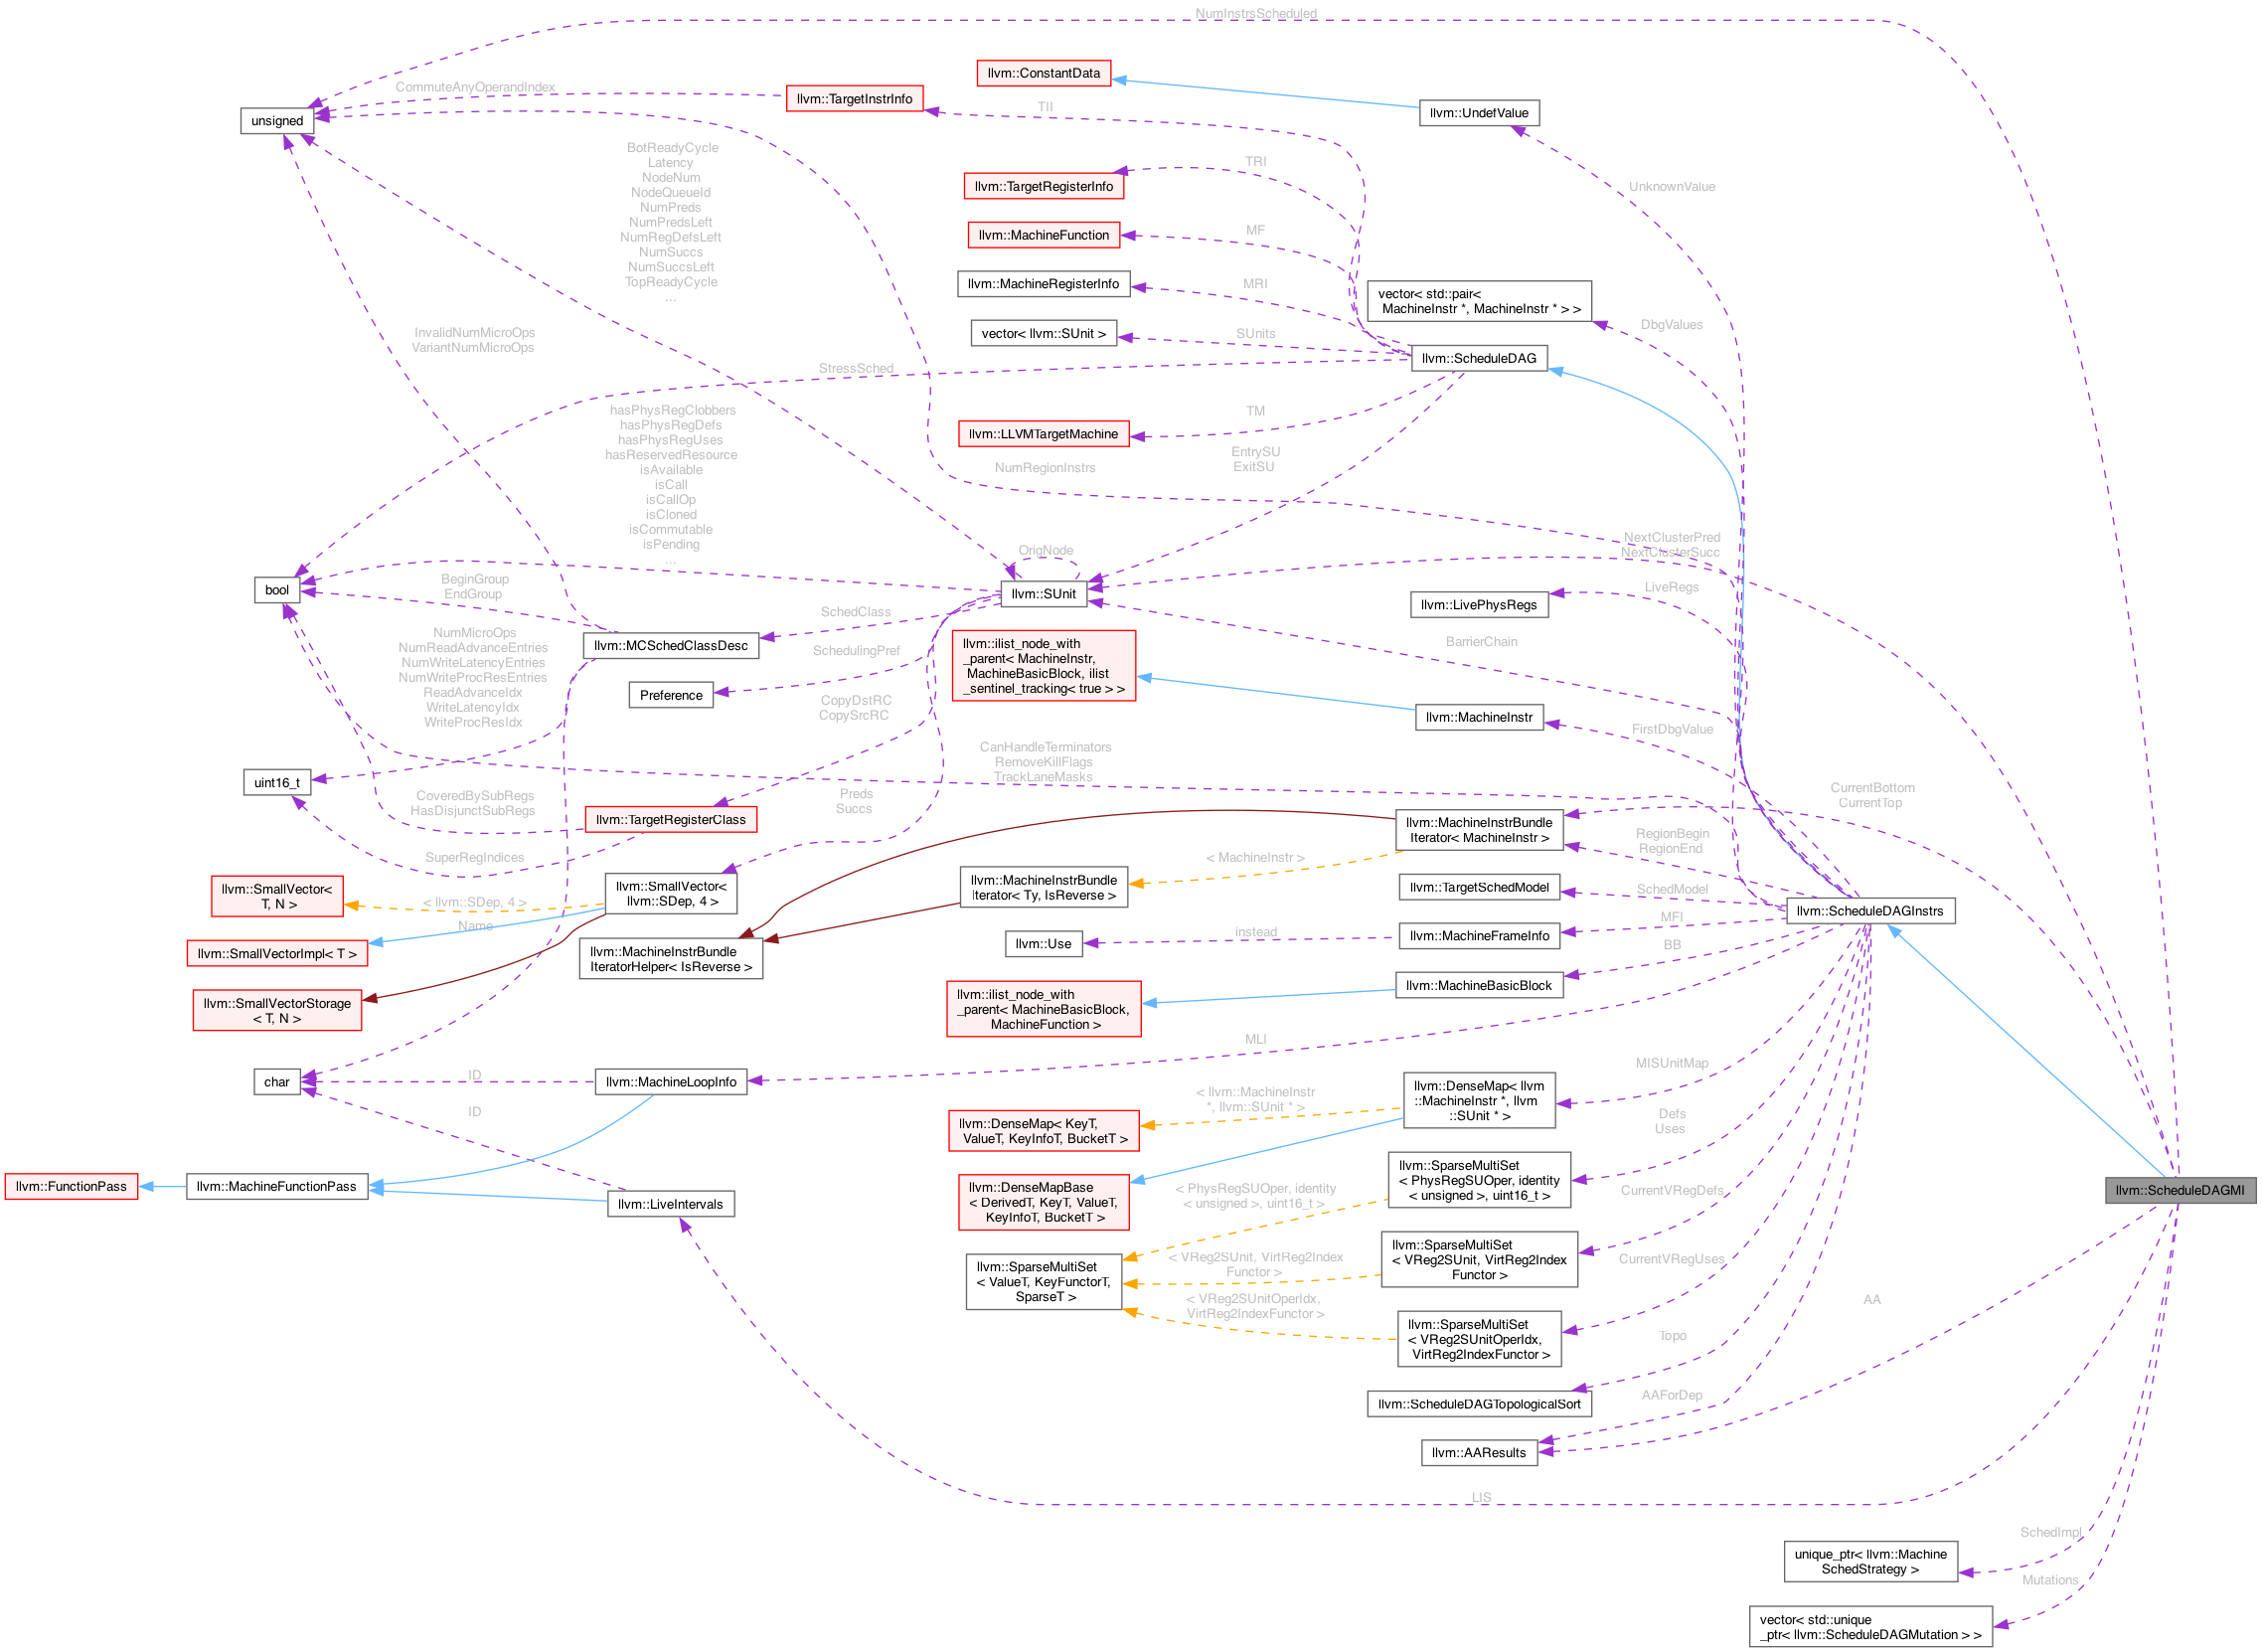 NumInstrsScheduled
llvm::ConstantData
CommuteAnyOperandIndex
llvm::TargetInstrInfo
TII
llvm::UndefValue
unsigned
BotReadyCycle
Latency
NodeNum
NodeQueueId
NumPreds
NumPredsLeft
NumRegDefsLeft
NumSuccs
NumSuccsLeft
TopReadyCycle
...
TRI
llvm::TargetRegisterInfo
UnknownValue
MF
llvm::MachineFunction
MRI
llvm::MachineRegisterInfo
vector< std::pair<
MachineInstr *, MachineInstr * > >
DbgValues
SUnits
vector< llvm::SUnit >
InvalidNumMicroOps
VariantNumMicroOps
StressSched
llvm::ScheduleDAG
hasPhysRegClobbers
hasPhysRegDefs
hasPhysRegUses
hasReservedResource
isAvailable
isCall
isCallOp
isCloned
isCommutable
isPending
...
TM
llvm::LLVMTargetMachine
EntrySU
ExitSU
NumRegionInstrs
OrigNode
NextClusterPred
NextClusterSucc
bool
BeginGroup
EndGroup
llvm::SUnit
LiveRegs
llvm::LivePhysRegs
SchedClass
llvm::MCSchedClassDesc
BarrierChain
NumMicroOps
NumReadAdvanceEntries
NumWriteLatencyEntries
NumWriteProcResEntries
ReadAdvanceIdx
WriteLatencyIdx
WriteProcResIdx
SchedulingPref
Preference
llvm::ilist_node_with
_parent< MachineInstr,
MachineBasicBlock, ilist
_sentinel_tracking< true > >
CopyDstRC
CopySrcRC
llvm::MachineInstr
FirstDbgValue
CanHandleTerminators
RemoveKillFlags
TrackLaneMasks
uint16_t
CoveredBySubRegs
HasDisjunctSubRegs
llvm::TargetRegisterClass
Preds
Succs
CurrentBottom
CurrentTop
llvm::MachineInstrBundle
Iterator< MachineInstr >
RegionBegin
RegionEnd
SuperRegIndices
< MachineInstr >
llvm::SmallVector<
T, N >
< llvm::SDep, 4 >
llvm::SmallVector<
llvm::SDep, 4 >
llvm::MachineInstrBundle
Iterator< Ty, IsReverse >
llvm::TargetSchedModel
SchedModel
llvm::ScheduleDAGInstrs
Name
llvm::SmallVectorImpl< T >
llvm::MachineInstrBundle
IteratorHelper< IsReverse >
llvm::Use
instead
llvm::MachineFrameInfo
MFI
BB
llvm::SmallVectorStorage
< T, N >
llvm::ilist_node_with
_parent< MachineBasicBlock,
MachineFunction >
llvm::MachineBasicBlock
MLI
char
ID
llvm::MachineLoopInfo
MISUnitMap
ID
< llvm::MachineInstr
*, llvm::SUnit * >
llvm::DenseMap< llvm
::MachineInstr *, llvm
::SUnit * >
llvm::DenseMap< KeyT,
ValueT, KeyInfoT, BucketT >
Defs
Uses
llvm::FunctionPass
llvm::MachineFunctionPass
llvm::LiveIntervals
llvm::DenseMapBase
< DerivedT, KeyT, ValueT,
KeyInfoT, BucketT >
< PhysRegSUOper, identity
< unsigned >, uint16_t >
llvm::SparseMultiSet
< PhysRegSUOper, identity
< unsigned >, uint16_t >
CurrentVRegDefs
llvm::ScheduleDAGMI
llvm::SparseMultiSet
< ValueT, KeyFunctorT,
SparseT >
< VReg2SUnit, VirtReg2Index
Functor >
llvm::SparseMultiSet
< VReg2SUnit, VirtReg2Index
Functor >
CurrentVRegUses
< VReg2SUnitOperIdx,
VirtReg2IndexFunctor >
llvm::SparseMultiSet
< VReg2SUnitOperIdx,
VirtReg2IndexFunctor >
AA
Topo
llvm::ScheduleDAGTopologicalSort
AAForDep
llvm::AAResults
LIS
SchedImpl
unique_ptr< llvm::Machine
SchedStrategy >
Mutations
vector< std::unique
_ptr< llvm::ScheduleDAGMutation > >